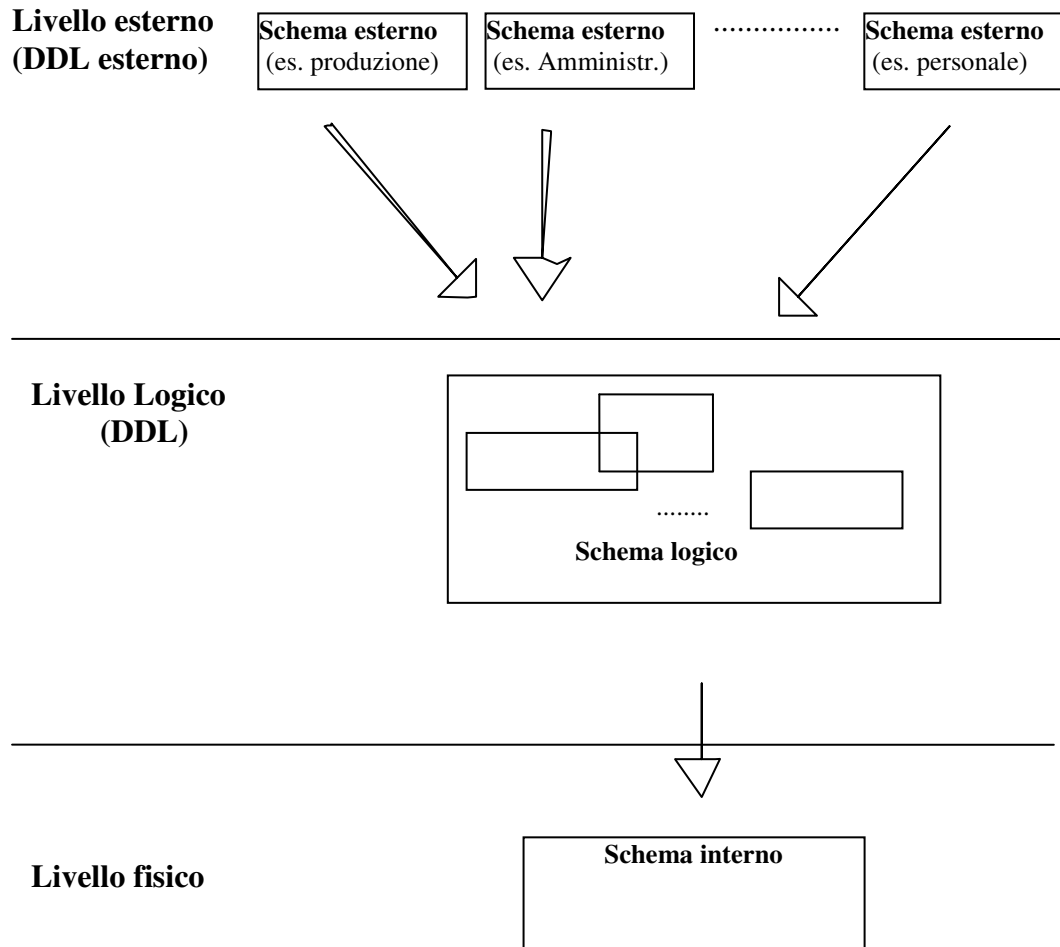 Livello esterno
(DDL esterno)
Schema esterno
(es. produzione)
Schema esterno
(es. Amministr.)
................
Schema esterno
(es. personale)
Livello Logico
(DDL)
........
Schema logico
Schema interno
Livello fisico